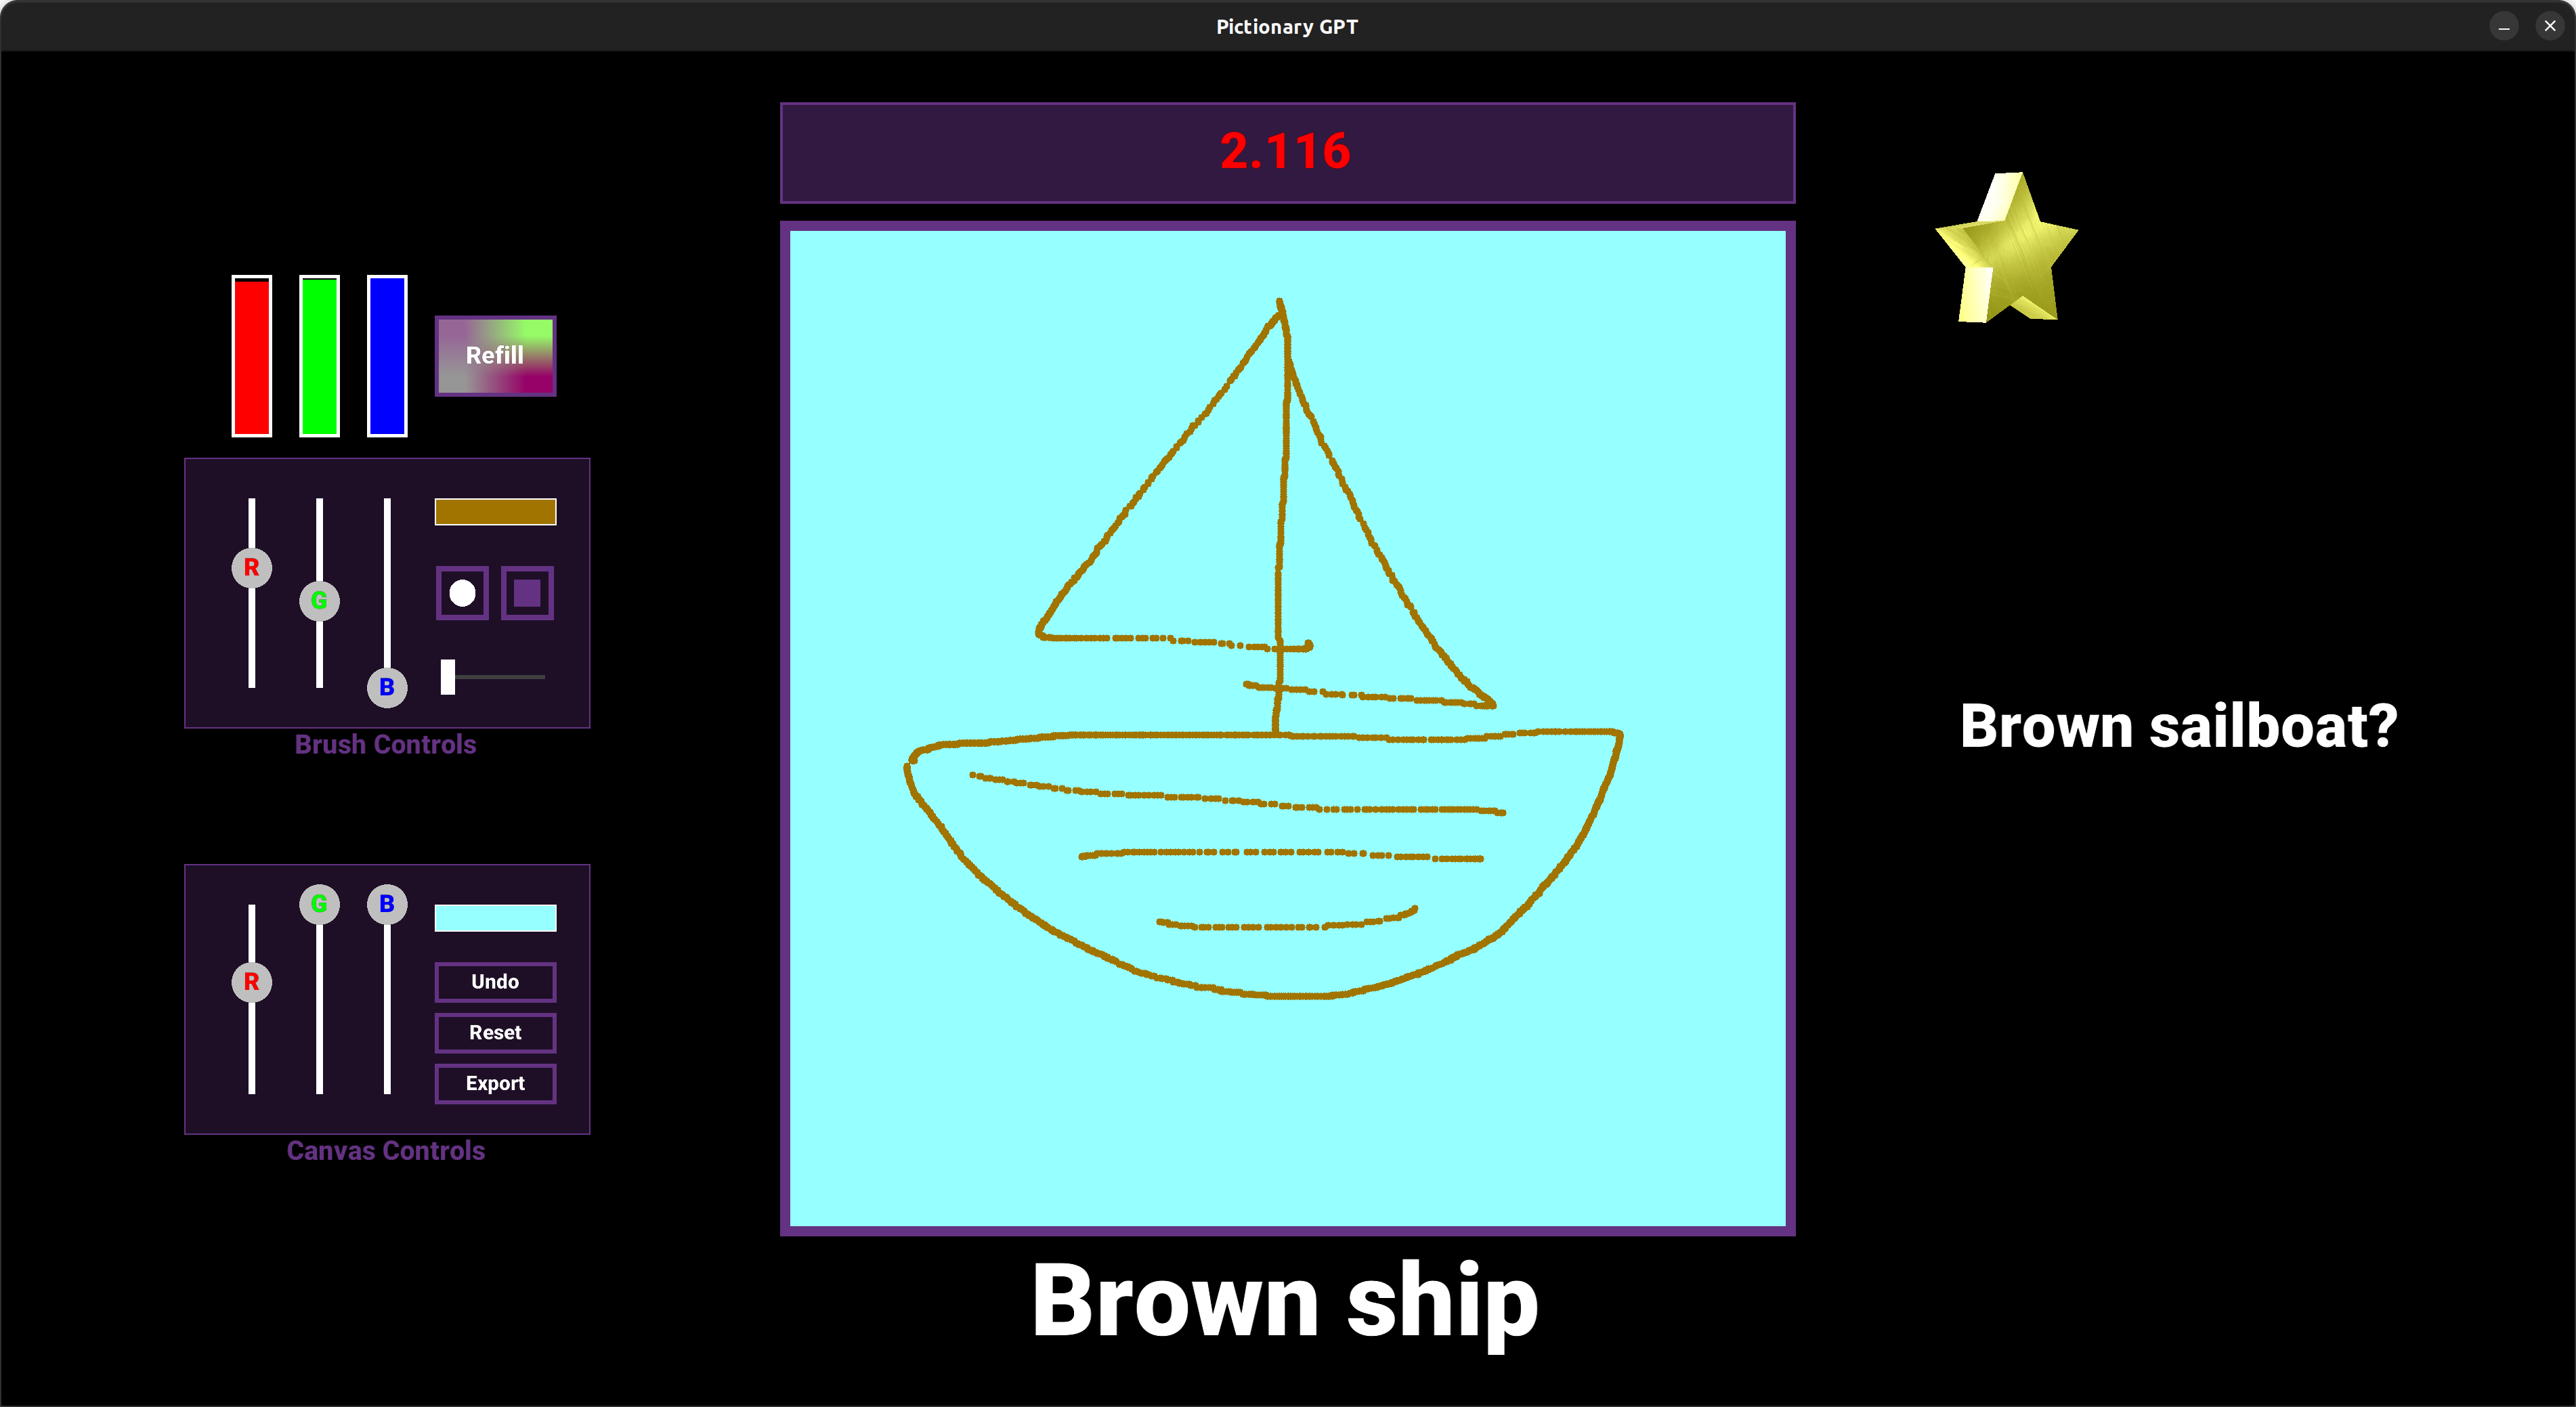 Pictionary GPT
2.116
Refill
R
G
B
Brush Controls
Brown sailboat?
G
B
R
Undo
Reset
Export
Canvas Controls
Brown ship